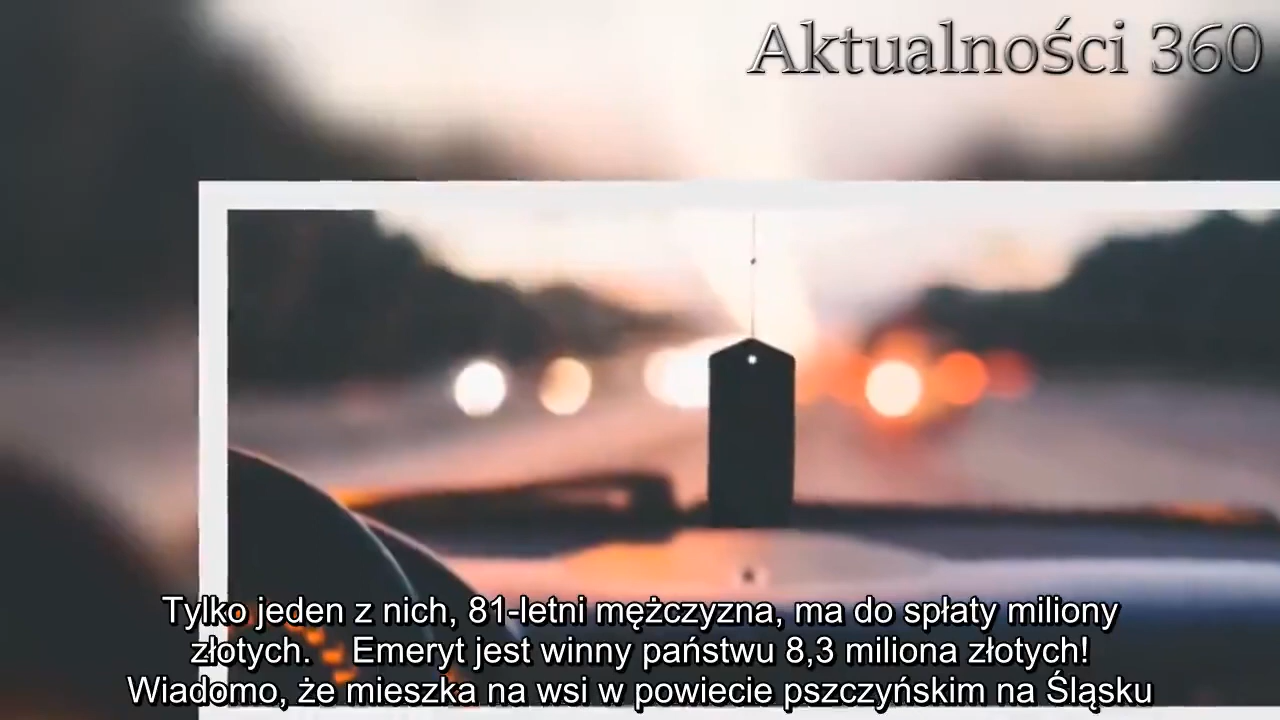 Aktualności 360
Tylko jeden z nich, 81-letni mężczyzna, ma do spłaty miliony
złotych. Emeryt jest winny państwu 8,3 miliona złotych!
Wiadomo, że mieszka na wsi w powiecie pszczyńskim na Śląsku